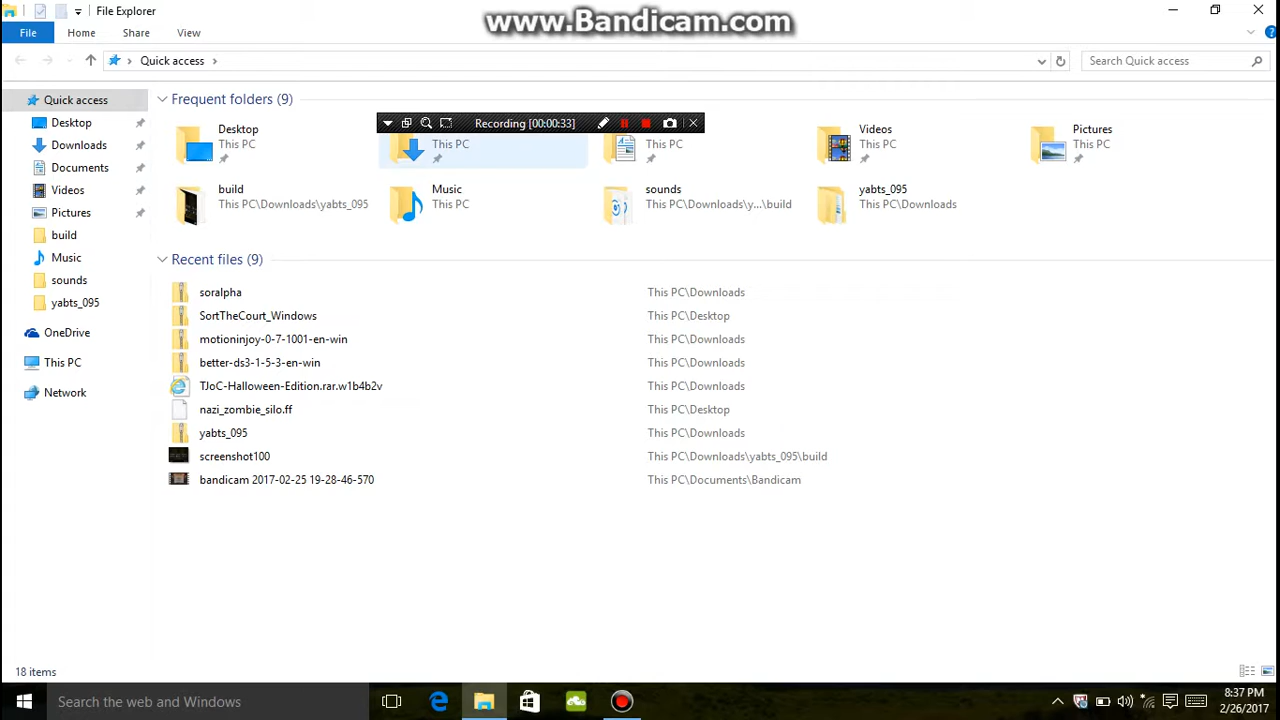 File Explorer
www.Bandicam.com
File Home Share View
Quick access
Search Quick access
Quick access
Desktop
Downloads
Documents
Videos
Pictures
build
Music
sounds
yabts_095
OneDrive
This PC
Network
Frequent folders (9)
Recording [00:00:33]
Desktop
This PC
This PC
This PC
Videos
This PC
Pictures
This PC
build
This PC\Downloads\yabts_095
Music
This PC
sounds
This PC\Downloads\y...\build
yabts_095
This PC\Downloads
Recent files (9)
soralpha This PC\Downloads
SortTheCourt_Windows This PC\Desktop
motioninjoy-0-7-1001-en-win This PC\Downloads
better-ds3-1-5-3-en-win This PC\Downloads
TJoC-Halloween-Edition.rar.w1b4b2v This PC\Downloads
nazi_zombie_silo.ff This PC\Desktop
yabts_095 This PC\Downloads
screenshot100 This PC\Downloads\yabts_095\build
bandicam 2017-02-25 19-28-46-570 This PC\Documents\Bandicam
18 items
Search the web and Windows
8:37 PM
2/26/2017